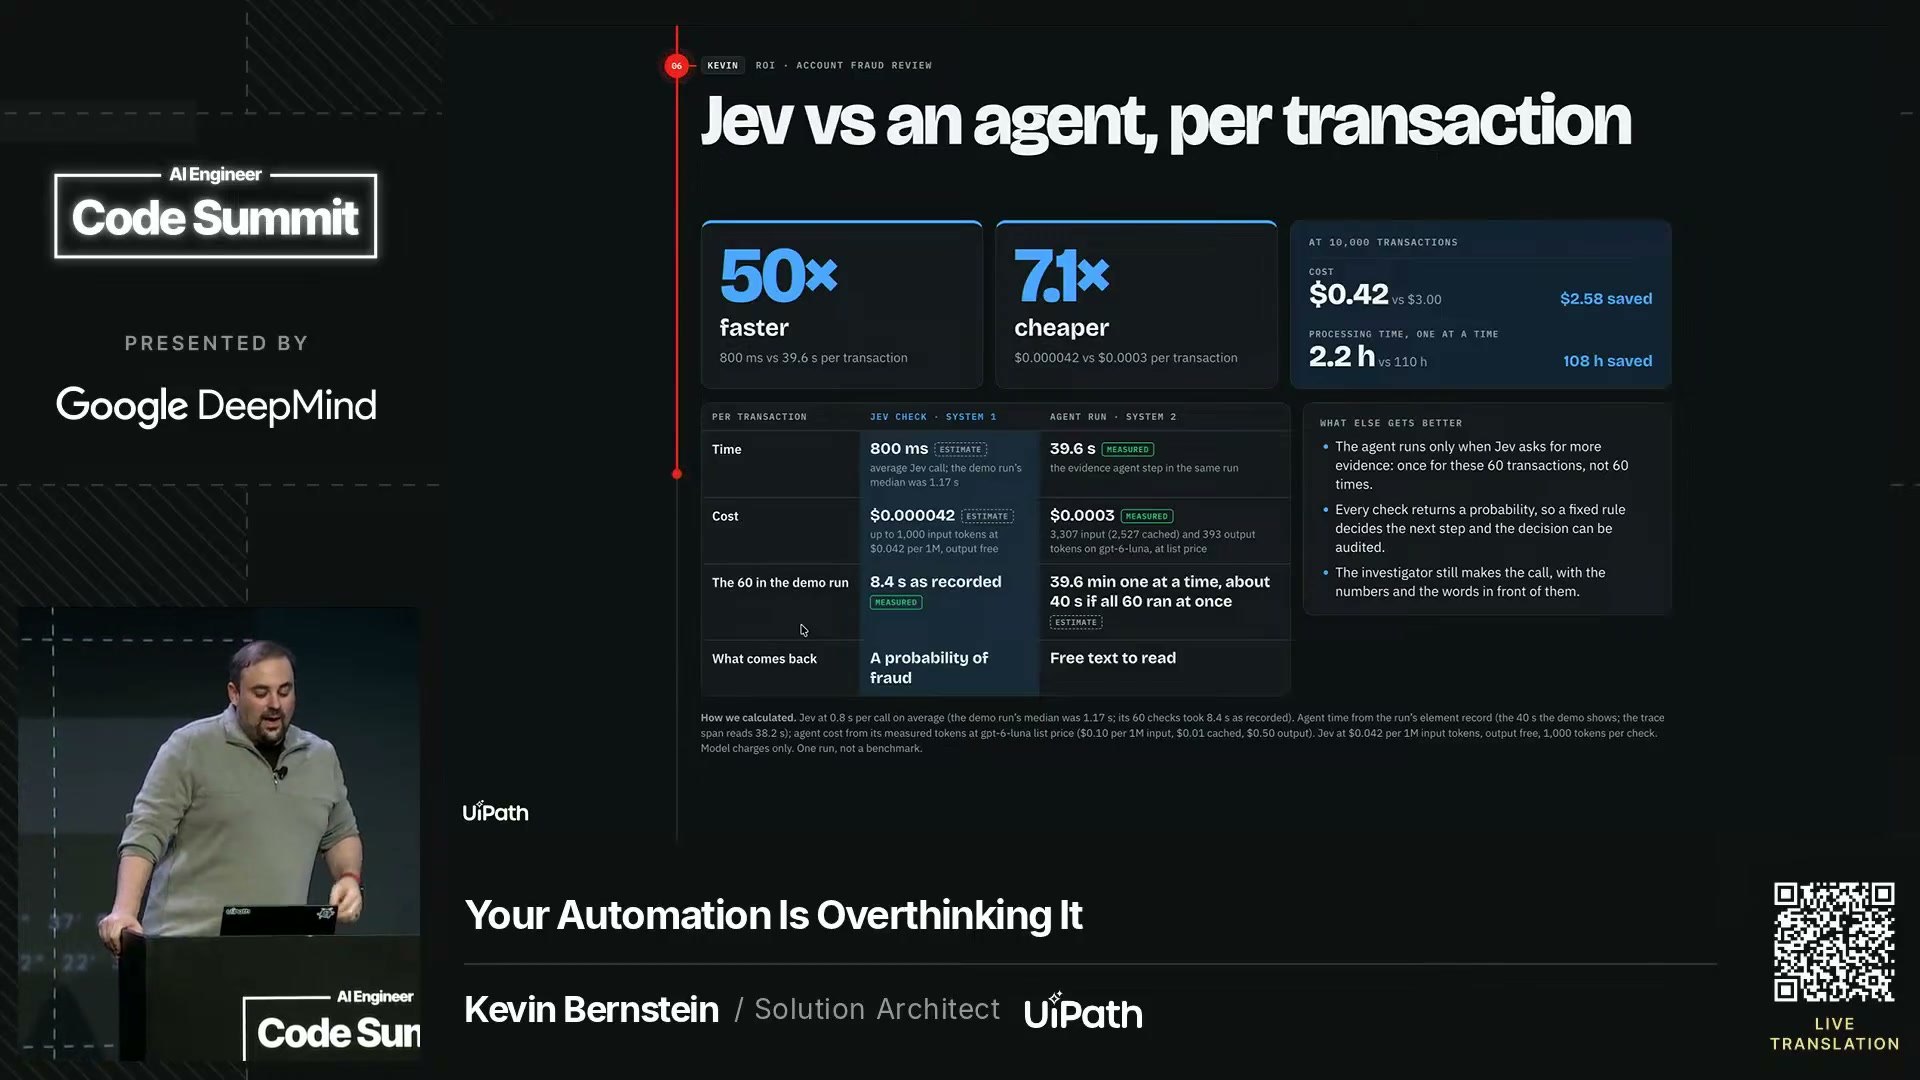 AI Engineer
Code Summit
PRESENTED BY
Google DeepMind
06
KEVIN
ROI · ACCOUNT FRAUD REVIEW
Jev vs an agent, per transaction
50×
faster
800 ms vs 39.6 s per transaction
7.1×
cheaper
$0.000042 vs $0.0003 per transaction
AT 10,000 TRANSACTIONS
COST
$0.42 vs $3.00
$2.58 saved
PROCESSING TIME, ONE AT A TIME
2.2 h vs 110 h
108 h saved
PER TRANSACTION
JEV CHECK · SYSTEM 1
AGENT RUN · SYSTEM 2
Time
800 ms ESTIMATE
average Jev call; the demo run's
median was 1.17 s
39.6 s MEASURED
the evidence agent step in the same run
Cost
$0.000042 ESTIMATE
up to 1,000 input tokens at
$0.042 per 1M, output free
$0.0003 MEASURED
3,307 input (2,527 cached) and 393 output
tokens on gpt-6-luna, at list price
The 60 in the demo run
8.4 s as recorded
MEASURED
39.6 min one at a time, about
40 s if all 60 ran at once
ESTIMATE
What comes back
A probability of
fraud
Free text to read
WHAT ELSE GETS BETTER
• The agent runs only when Jev asks for more
evidence: once for these 60 transactions, not 60
times.
• Every check returns a probability, so a fixed rule
decides the next step and the decision can be
audited.
• The investigator still makes the call, with the
numbers and the words in front of them.
How we calculated. Jev at 0.8 s per call on average (the demo run's median was 1.17 s; its 60 checks took 8.4 s as recorded). Agent time from the run's element record (the 40 s the demo shows; the trace
span reads 38.2 s); agent cost from its measured tokens at gpt-6-luna list price ($0.10 per 1M input, $0.01 cached, $0.50 output). Jev at $0.042 per 1M input tokens, output free, 1,000 tokens per check.
Model charges only. One run, not a benchmark.
UiPath
UiPath
37'
2° 22'
AI Engineer
Code Sum
Your Automation Is Overthinking It
Kevin Bernstein / Solution Architect UiPath
LIVE
TRANSLATION